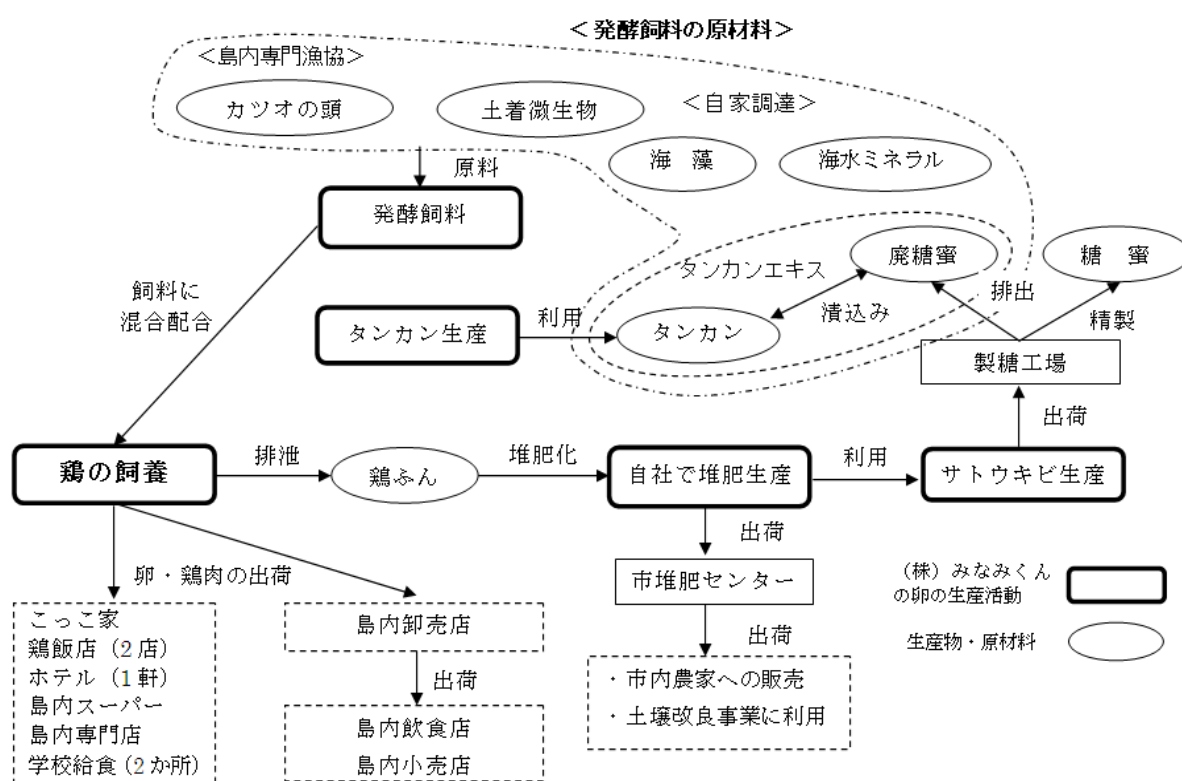 ＜発酵飼料の原材料＞
＜島内専門漁協＞
カツオの頭
土着微生物
＜自家調達＞
海　藻
海水ミネラル
原料
発酵飼料
飼料に
混合配合
タンカンエキス
廃糖蜜
糖　蜜
漬込み
排出
精製
タンカン生産
利用
タンカン
製糖工場
出荷
鶏の飼養
排泄
鶏ふん
堆肥化
自社で堆肥生産
利用
サトウキビ生産
出荷
卵・鶏肉の出荷
市堆肥センター
出荷
こっこ家
鶏飯店（2店）
ホテル（1軒）
島内スーパー
島内専門店
学校給食（2か所）
島内卸売店
出荷
島内飲食店
島内小売店
・市内農家への販売
・土壌改良事業に利用
（株）みなみくん
の卵の生産活動
生産物・原材料